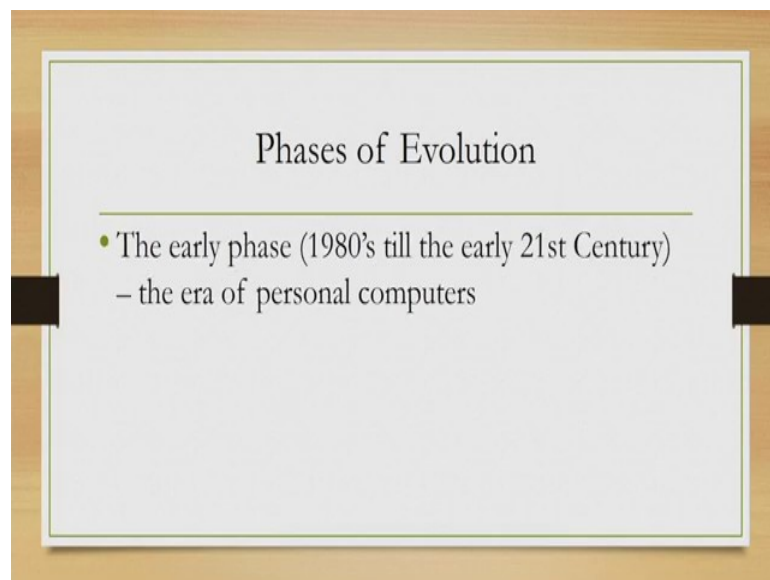 Phases of Evolution
• The early phase (1980’s till the early 21st Century)
– the era of personal computers